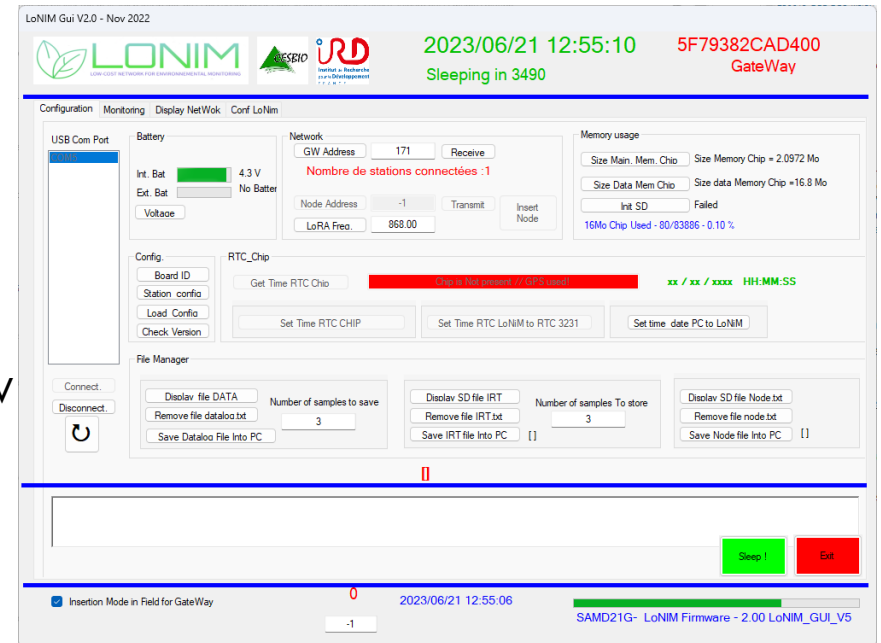 LoNIM Gui V2.0 - Nov 2022
LONIM
LOW-COST NETWORK FOR ENVIRONNEMENTAL MONITORING
CESBIO
IRD
Institut de Recherche
pour le Développement
FRANCE
2023/06/21 12:55:10
Sleeping in 3490
5F79382CAD400
GateWay
Configuration Monitoring Display NetWok Conf LoNim
USB Com Port
Battery
Int. Bat 4.3 V
Ext. Bat No Batter
Voltage
Network
GW Address 171 Receive
Nombre de stations connectées :1
Node Address -1 Transmit Insert Node
LoRA Freq. 868.00
Memory usage
Size Main. Mem. Chip Size Memory Chip = 2.0972 Mo
Size Data Mem Chip Size data Memory Chip =16.8 Mo
Init SD Failed
16Mo Chip Used - 80/83886 - 0.10 %
Config.
Board ID
Station config
Load Config
Check Version
RTC_Chip
Get Time RTC Chip Chip is Not present // GPS used! xx / xx / xxxx HH:MM:SS
Set Time RTC CHIP Set Time RTC LoNiM to RTC 3231 Set time date PC to LoNiM
Connect.
Disconnect.
File Manager
Display file DATA
Remove file datalog.txt
Save Datalog File Into PC
Number of samples to save
3
Display SD file IRT
Remove file IRT.txt
Save IRT file Into PC []
Number of samples To store
3
Display SD file Node.txt
Remove file node.txt
Save Node file Into PC []
[]
Sleep !
Exit
Insertion Mode in Field for GateWay
0
-1
2023/06/21 12:55:06
SAMD21G- LoNIM Firmware - 2.00 LoNIM_GUI_V5